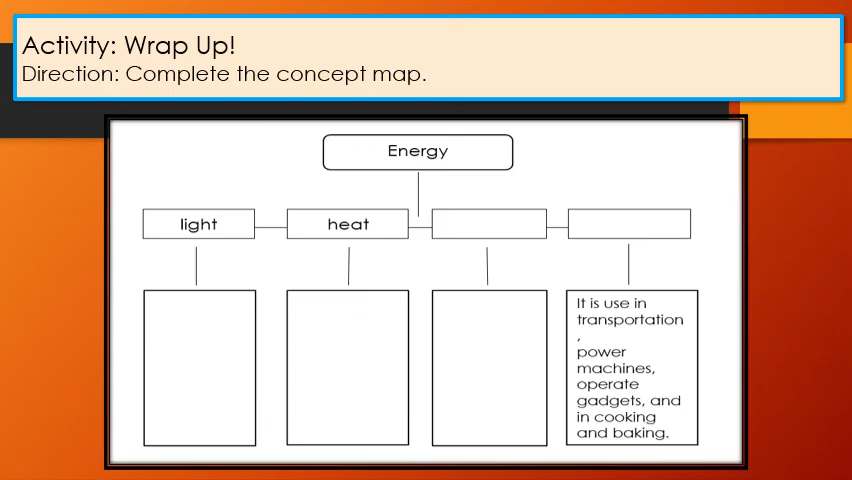 Activity: Wrap Up!
Direction: Complete the concept map.
Energy
light
heat
It is use in
transportation
,
power
machines,
operate
gadgets, and
in cooking
and baking.